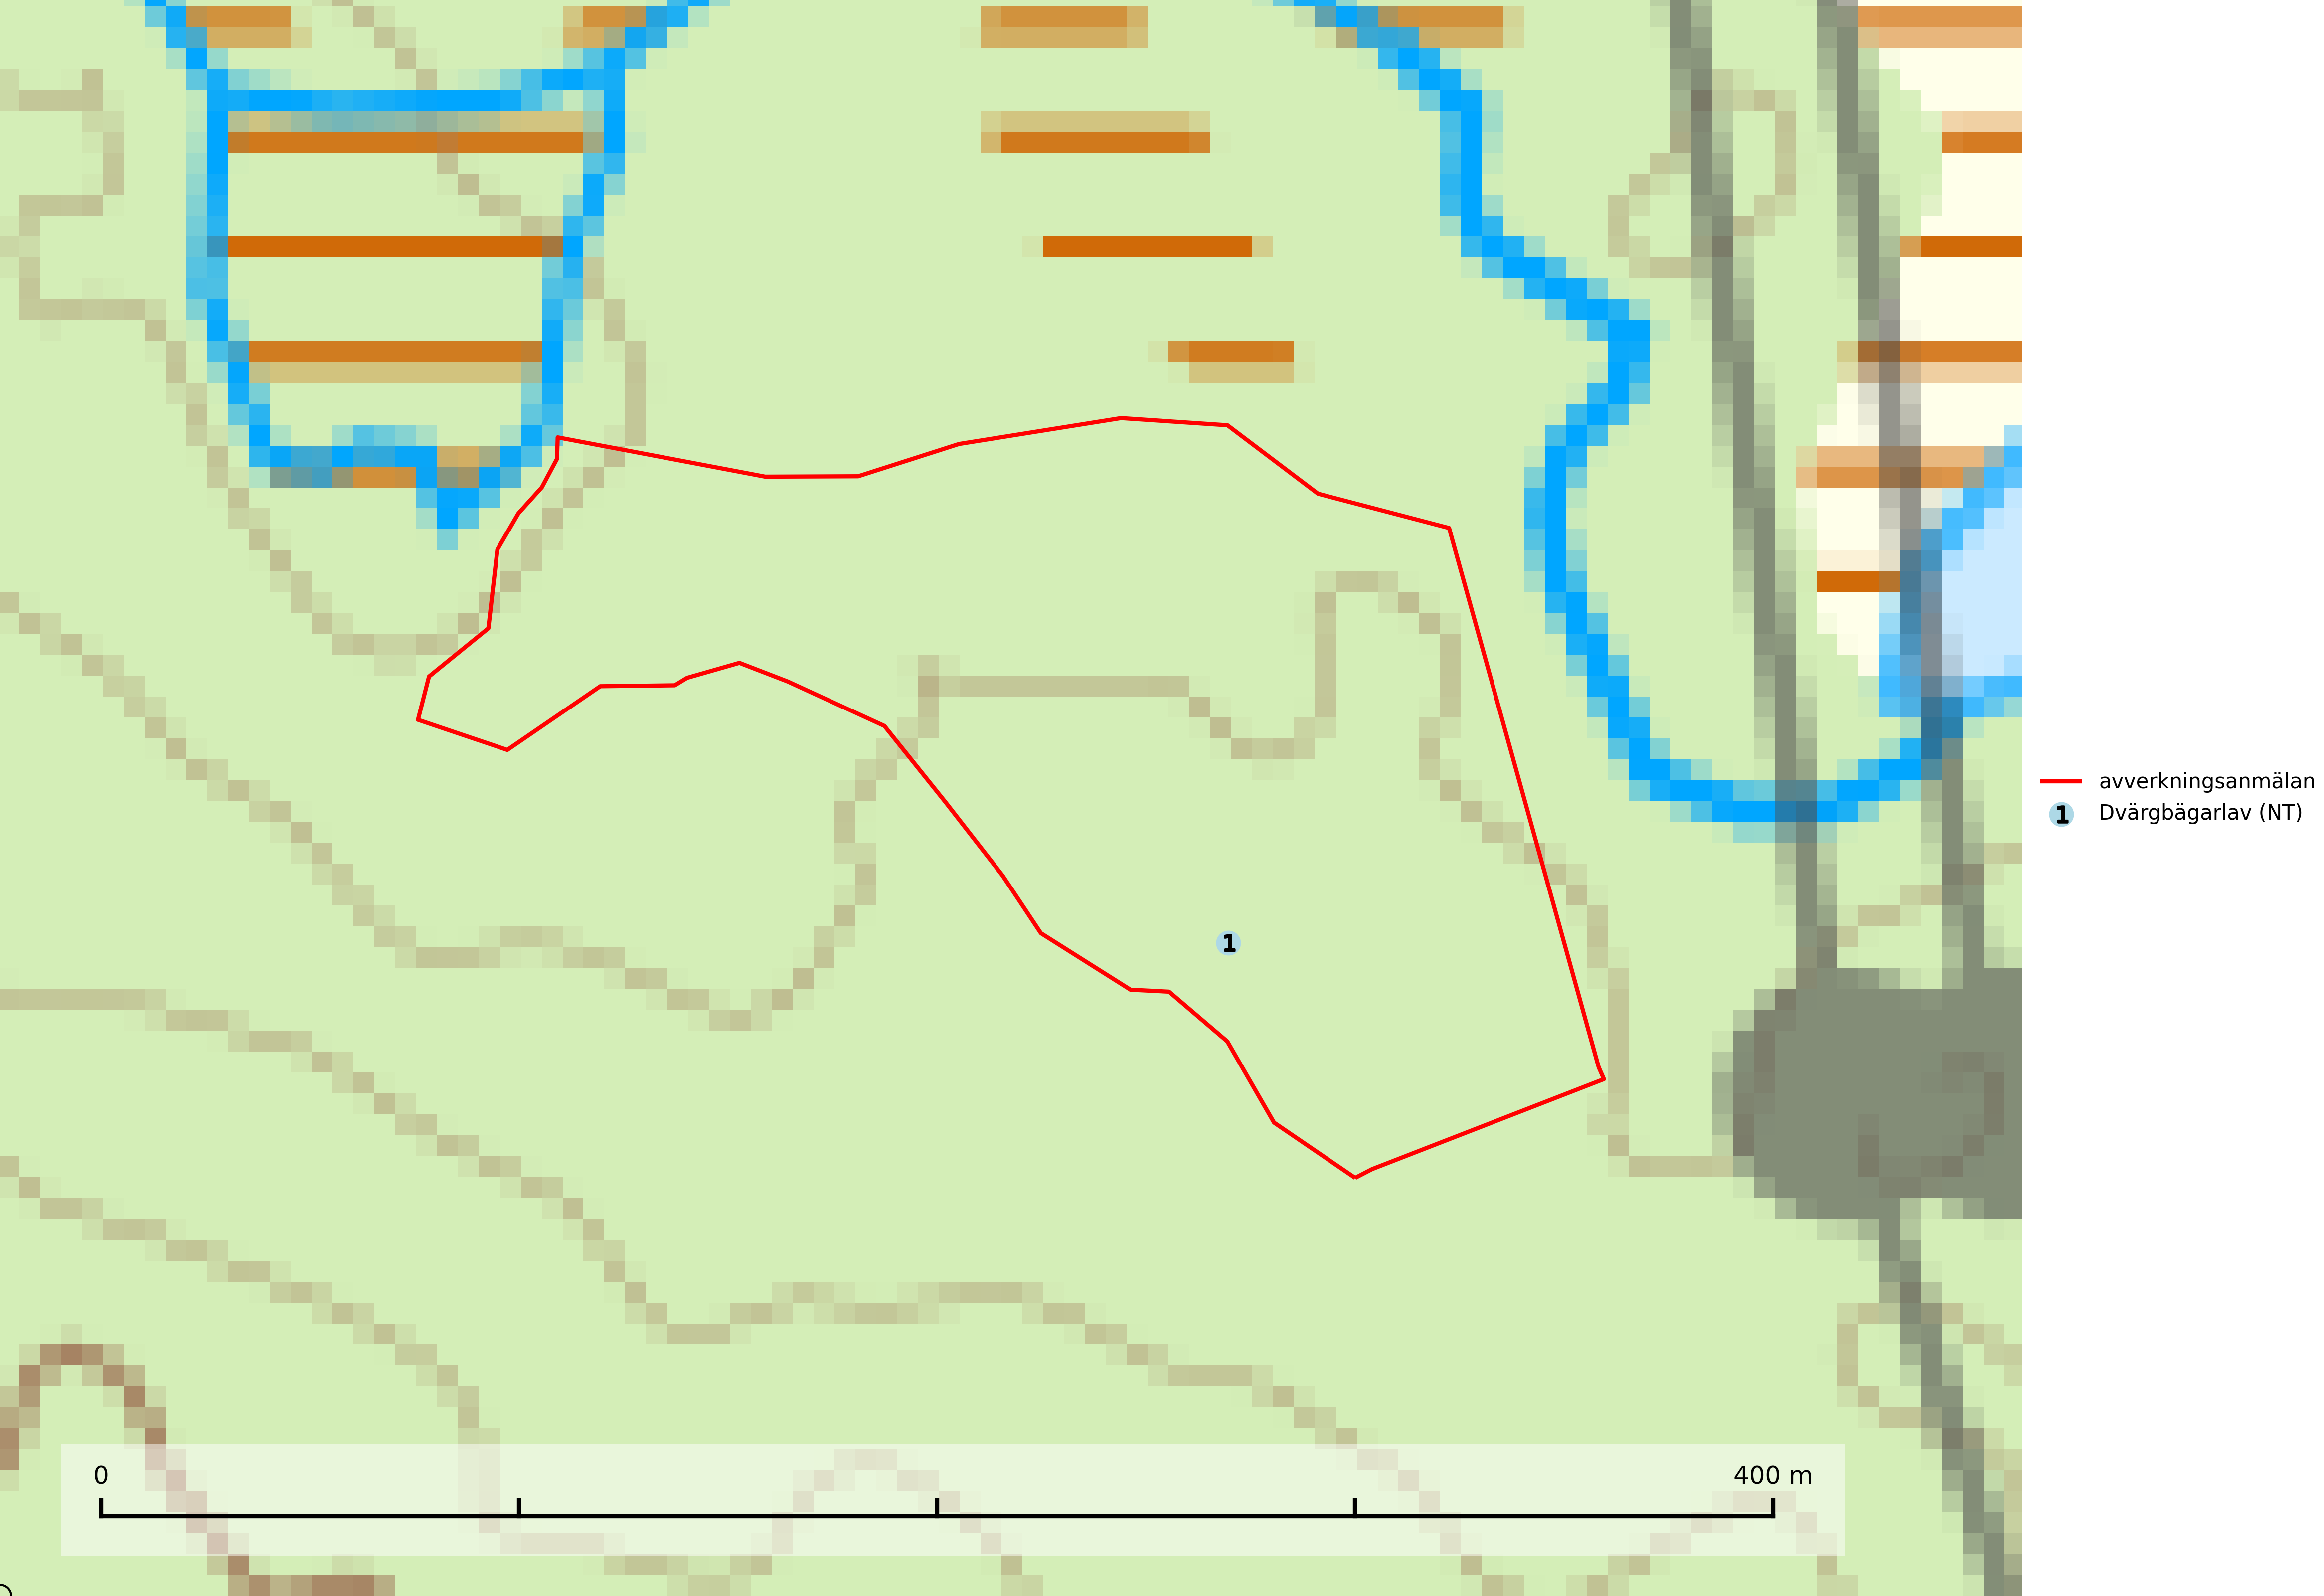 avverkningsanmälan
1 Dvärgbägarlav (NT)
1
0 400 m